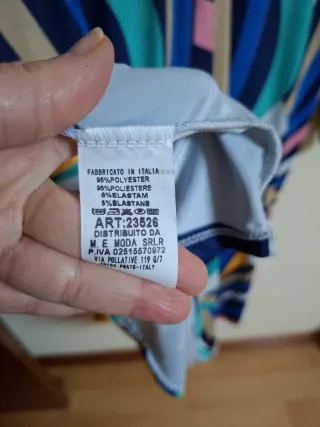 FABBRICATO IN ITALIA
95%POLYESTER
95%POLIESTERE
5%ELASTAM
5%ELASTANE
ART:23526
DISTRIBUITO DA
M.E MODA SRLR
P.IVA 02515570972
VIA POLLATIVE 119 0/7
PRATO-ITALY